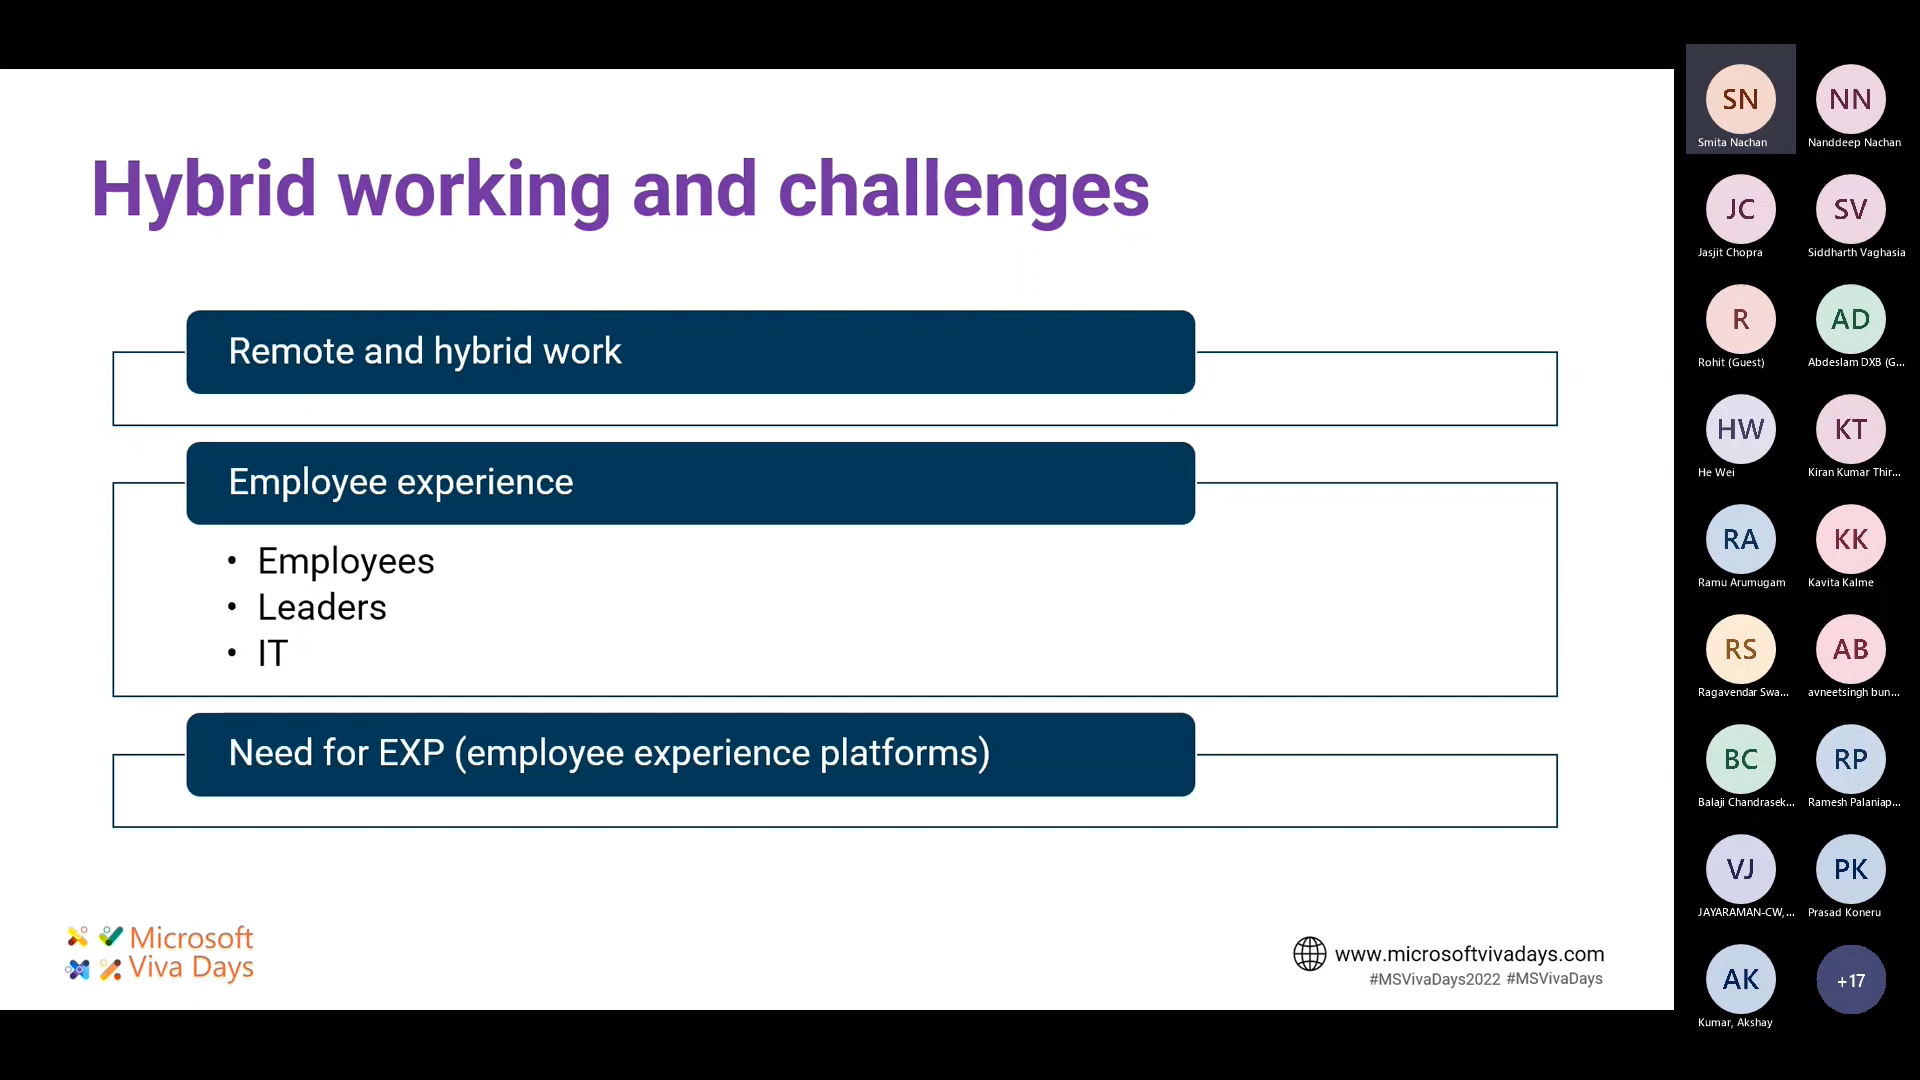 Hybrid working and challenges
Remote and hybrid work
Employee experience
• Employees
• Leaders
• IT
Need for EXP (employee experience platforms)
Microsoft
Viva Days
www.microsoftvivadays.com
#MSVivaDays2022 #MSVivaDays
SN
Smita Nachan
NN
Nanddeep Nachan
JC
Jasjit Chopra
SV
Siddharth Vaghasia
R
Rohit (Guest)
AD
Abdeslam DXB (G...
HW
He Wei
KT
Kiran Kumar Thir...
RA
Ramu Arumugam
KK
Kavita Kalme
RS
Ragavendar Swa...
AB
avneetsingh bun...
BC
Balaji Chandrasek...
RP
Ramesh Palaniap...
VJ
JAYARAMAN-CW,...
PK
Prasad Koneru
AK
Kumar, Akshay
+17